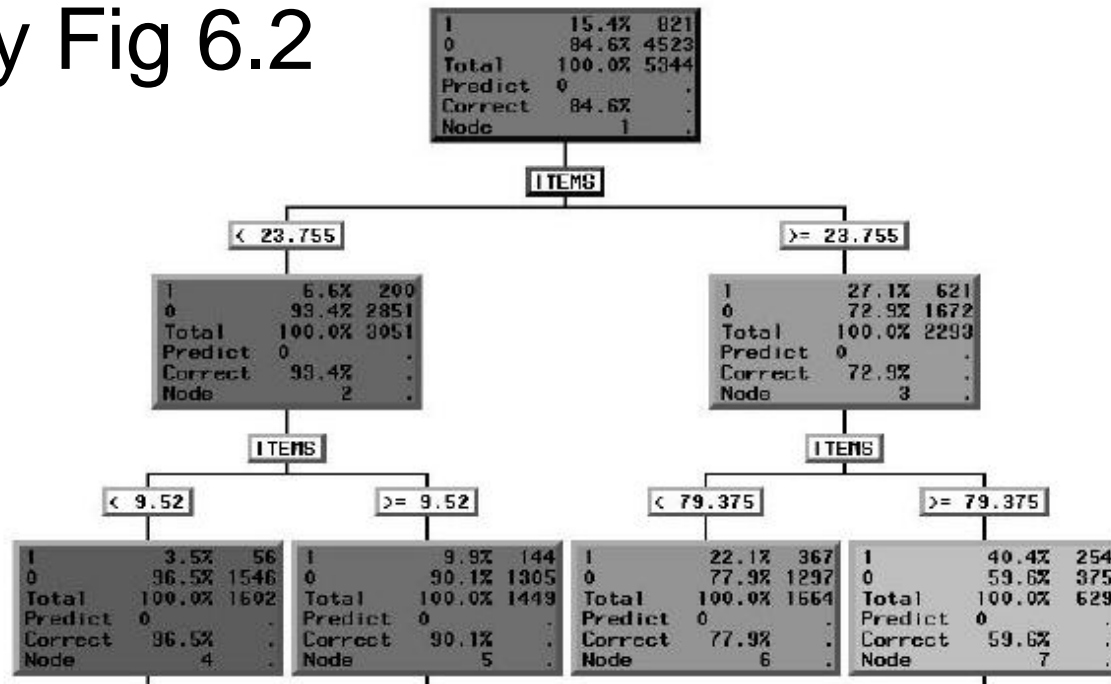 y Fig 6.2
1 15.4% 821
0 84.6% 4523
Total 100.0% 5344
Predict 0 .
Correct 84.6% .
Node 1 .
ITEMS
< 23.755
>= 23.755
1 6.6% 200
0 93.4% 2851
Total 100.0% 3051
Predict 0 .
Correct 93.4% .
Node 2 .
1 27.1% 621
0 72.9% 1672
Total 100.0% 2293
Predict 0 .
Correct 72.9% .
Node 3 .
ITEMS
ITEMS
< 9.52
>= 9.52
< 79.375
>= 79.375
1 3.5% 56
0 96.5% 1546
Total 100.0% 1602
Predict 0 .
Correct 96.5% .
Node 4 .
1 9.9% 144
0 90.1% 1305
Total 100.0% 1449
Predict 0 .
Correct 90.1% .
Node 5 .
1 22.1% 367
0 77.9% 1297
Total 100.0% 1664
Predict 0 .
Correct 77.9% .
Node 6 .
1 40.4% 254
0 59.6% 375
Total 100.0% 629
Predict 0 .
Correct 59.6% .
Node 7 .